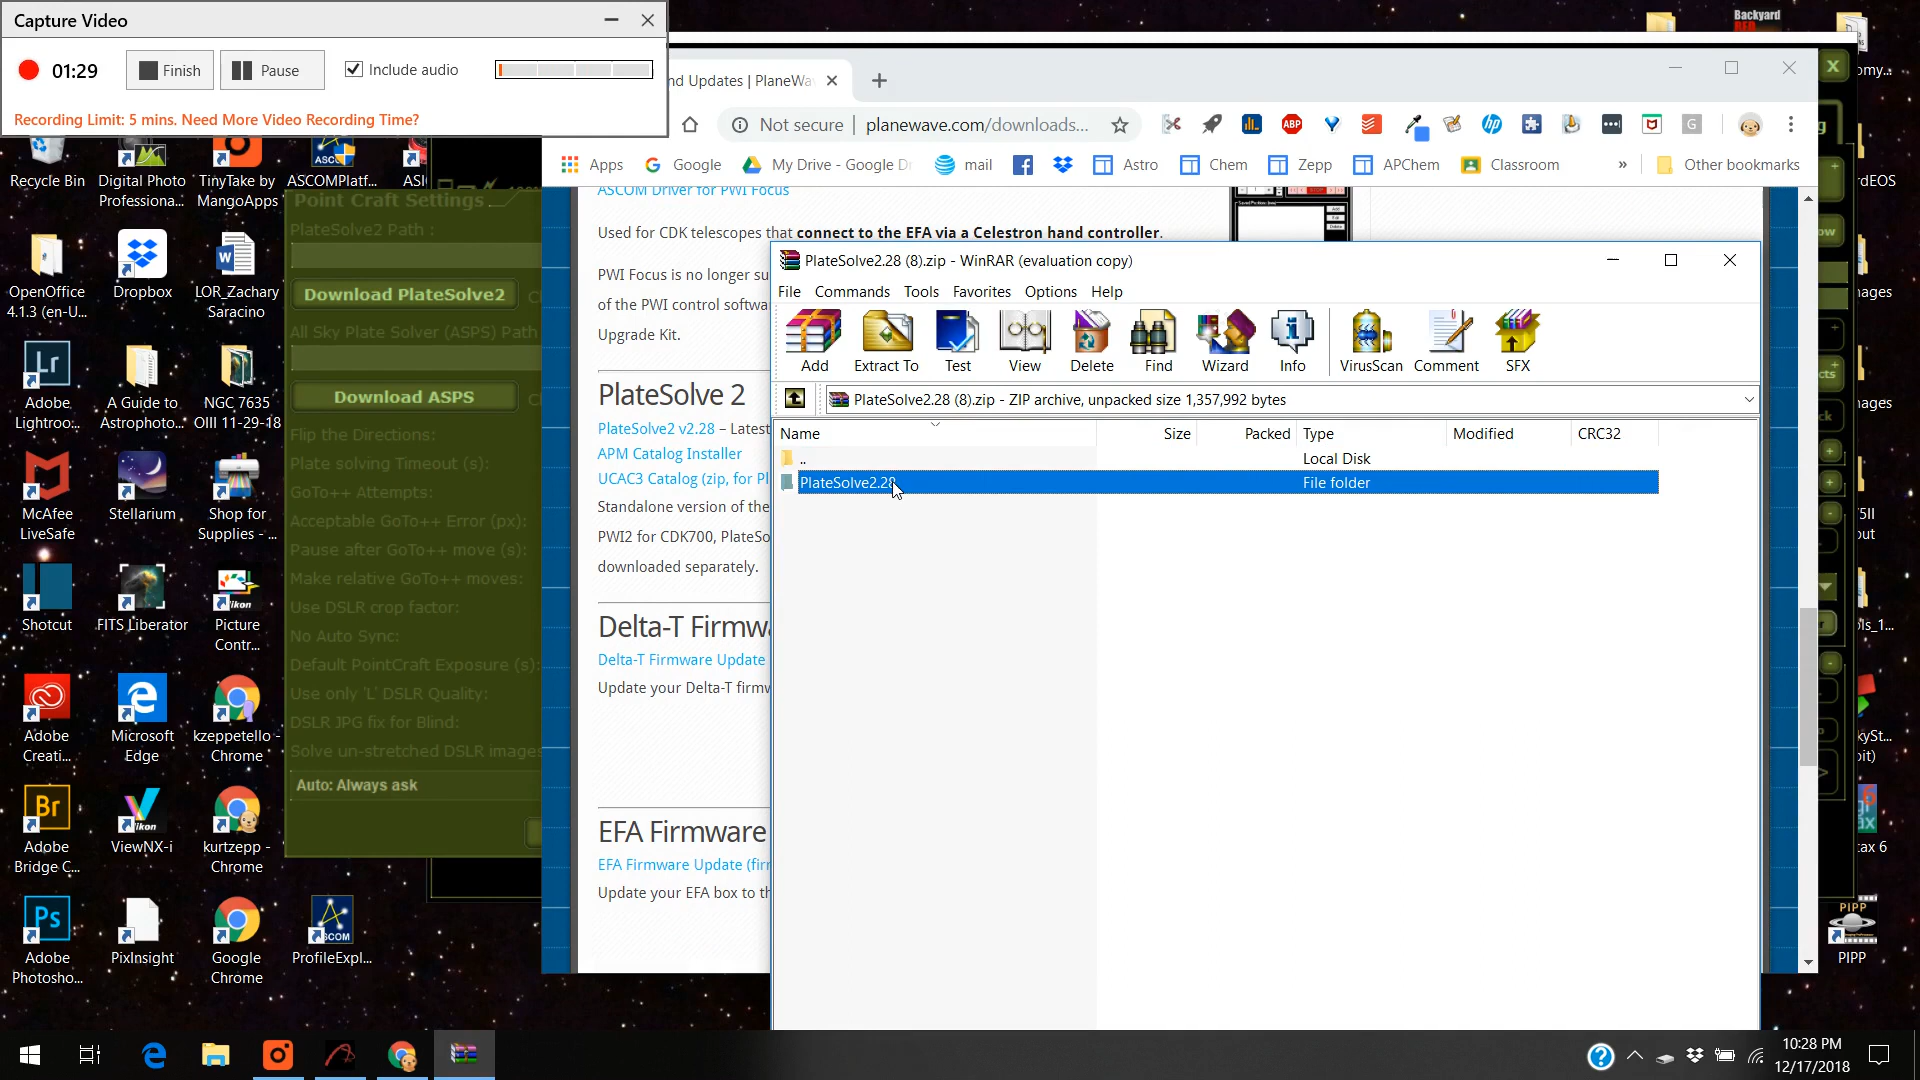 Capture Video
01:29
Finish
Pause
Include audio
Recording Limit: 5 mins. Need More Video Recording Time?
Backyard
RED
nd Updates | PlaneWa
Not secure
planewave.com/downloads...
Apps
Google
My Drive - Google Dr
mail
Astro
Chem
Zepp
APChem
Classroom
»
Other bookmarks
Recycle Bin
Digital Photo
Professiona...
TinyTake by
MangoApps
ASCOMPlatf...
OpenOffice
4.1.3 (en-U...
Dropbox
LOR_Zachary
Saracino
Adobe
Lightroo...
A Guide to
Astrophoto...
NGC 7635
OIII 11-29-18
McAfee
LiveSafe
Stellarium
Shop for
Supplies - ...
Shotcut
FITS Liberator
Picture
Contr...
Adobe
Creati...
Microsoft
Edge
kzeppetello -
Chrome
Adobe
Bridge C...
ViewNX-i
kurtzepp -
Chrome
Adobe
Photosho...
PixInsight
Google
Chrome
ProfileExpl...
Point Craft Settings
PlateSolve2 Path :
Download PlateSolve2
All Sky Plate Solver (ASPS) Path
Download ASPS
Flip the Directions:
Plate solving Timeout (s):
GoTo++ Attempts:
Acceptable GoTo++ Error (px):
Pause after GoTo++ move (s):
Make relative GoTo++ moves:
Use DSLR crop factor:
No Auto Sync:
Default PointCraft Exposure (s):
Use only 'L' DSLR Quality:
DSLR JPG fix for Blind:
Solve un-stretched DSLR images
Auto: Always ask
ASCOM Driver for PWI Focus
Used for CDK telescopes that connect to the EFA via a Celestron hand controller.
PWI Focus is no longer su
of the PWI control softwa
Upgrade Kit.
PlateSolve 2
PlateSolve2 v2.28 – Latest
APM Catalog Installer
UCAC3 Catalog (zip, for Pl
Standalone version of the
PWI2 for CDK700, PlateSo
downloaded separately.
Delta-T Firmwa
Delta-T Firmware Update
Update your Delta-T firmw
EFA Firmware
EFA Firmware Update (firr
Update your EFA box to th
PlateSolve2.28 (8).zip - WinRAR (evaluation copy)
File
Commands
Tools
Favorites
Options
Help
Add
Extract To
Test
View
Delete
Find
Wizard
Info
VirusScan
Comment
SFX
PlateSolve2.28 (8).zip - ZIP archive, unpacked size 1,357,992 bytes
Name
Size
Packed
Type
Modified
CRC32
..
Local Disk
PlateSolve2.28
File folder
PIPP
PIPP
10:28 PM
12/17/2018